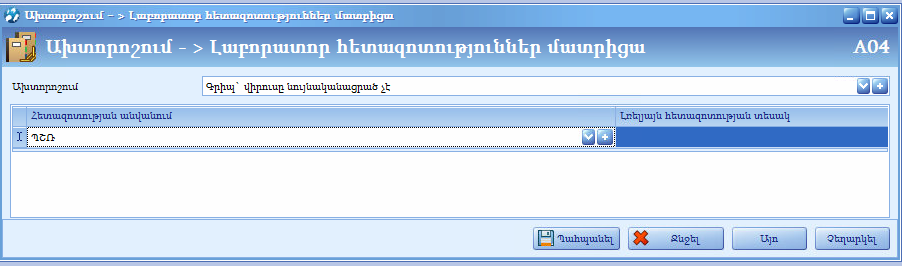 Ախտորոշում - > Լաբորատոր հետազոտություններ մատրիցա
Ախտորոշում - > Լաբորատոր հետազոտություններ մատրիցա A04
Ախտորոշում Գրիպ` վիրուսը նույնականացրած չէ
Հետազոտության անվանում Լռելյայն հետազոտության տեսակ
ՊՇՌ
Պահպանել Ջնջել Այո Չեղարկել